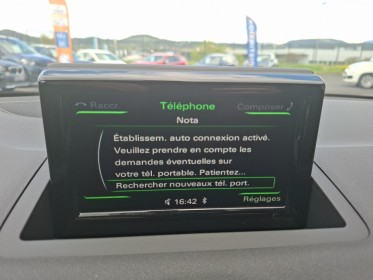 Raccr. Téléphone Composer
Nota
Établissem. auto connexion activé.
Veuillez prendre en compte les
demandes éventuelles sur
votre tél. portable. Patientez...
Rechercher nouveaux tél. port.
16:42 Réglages